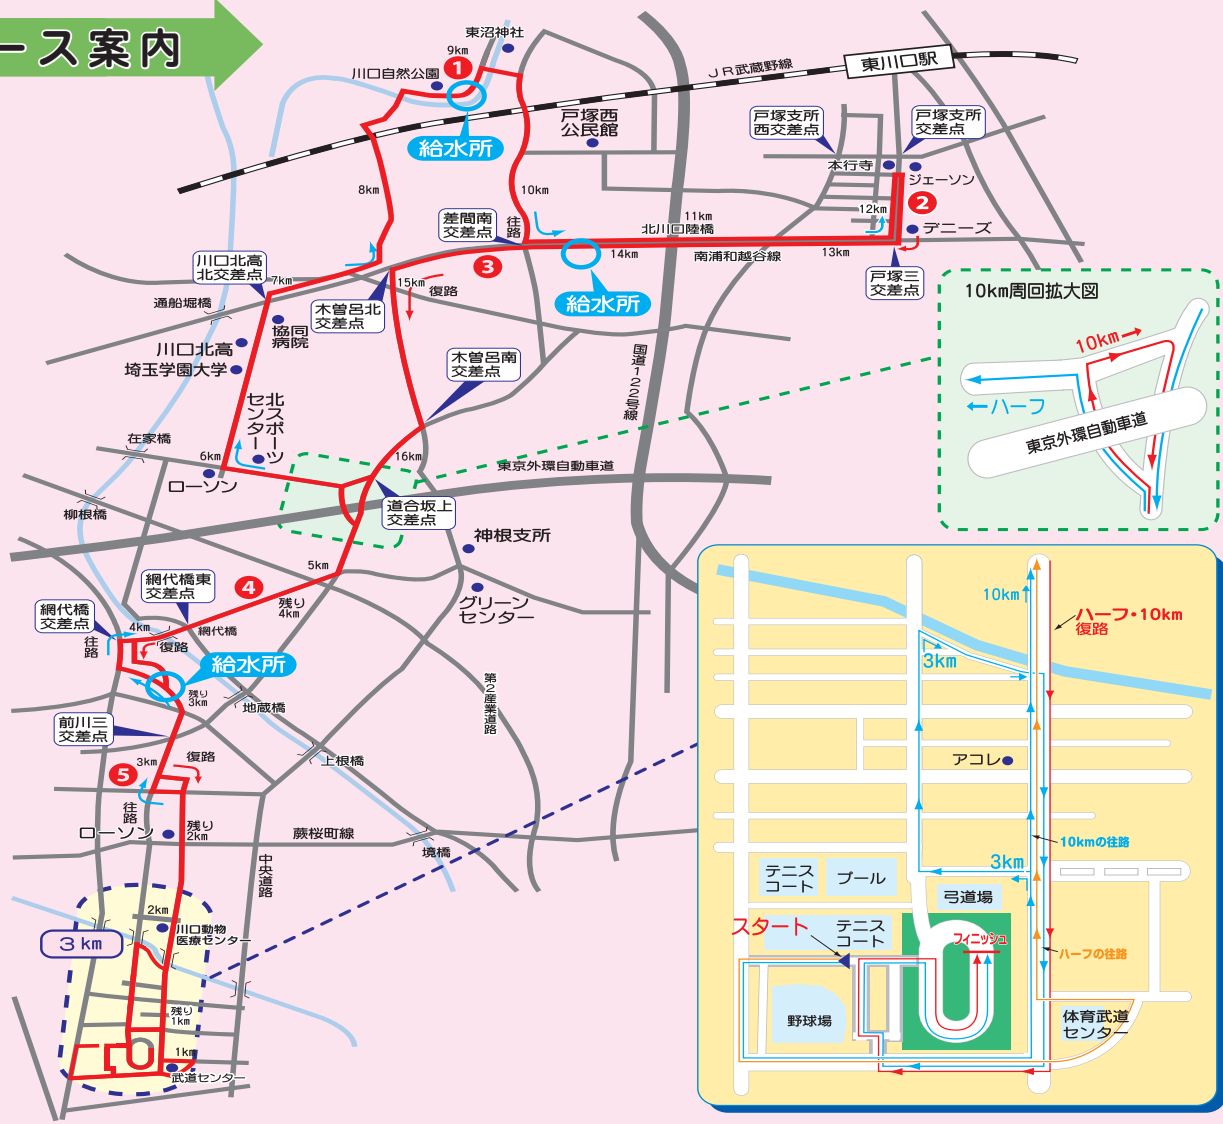 ース案内
東沼神社
9km
1
川口自然公園
給水所
JR武蔵野線
東川口駅
戸塚西
公民館
戸塚支所
西交差点
戸塚支所
交差点
本行寺
ジェーソン
8km
10km
2
12km
デニーズ
差間南
交差点
往路
11km
北川口陸橋
14km
南浦和越谷線
13km
3
給水所
戸塚三
交差点
川口北高
北交差点
7km
15km
復路
通船堀橋
木曽呂北
交差点
協同
病院
川口北高
埼玉学園大学
木曽呂南
交差点
国道122号線
10km周回拡大図
10km
ハーフ
東京外環自動車道
北スポーツ
センター
在家橋
6km
ローソン
16km
東京外環自動車道
柳根橋
道合坂上
交差点
神根支所
5km
網代橋東
交差点
4
残り
4km
グリーン
センター
網代橋
交差点
4km
網代橋
往路
復路
給水所
残り
3km
地蔵橋
第2産業道路
前川三
交差点
上根橋
3km
復路
5
往路
ローソン
残り
2km
蕨桜町線
境橋
中央道路
2km
川口動物
医療センター
3km
残り
1km
1km
武道センター
10km
ハーフ・10km
復路
3km
アコレ
10kmの往路
3km
テニス
コート
プール
弓道場
スタート
テニス
コート
フィニッシュ
ハーフの往路
野球場
体育武道
センター